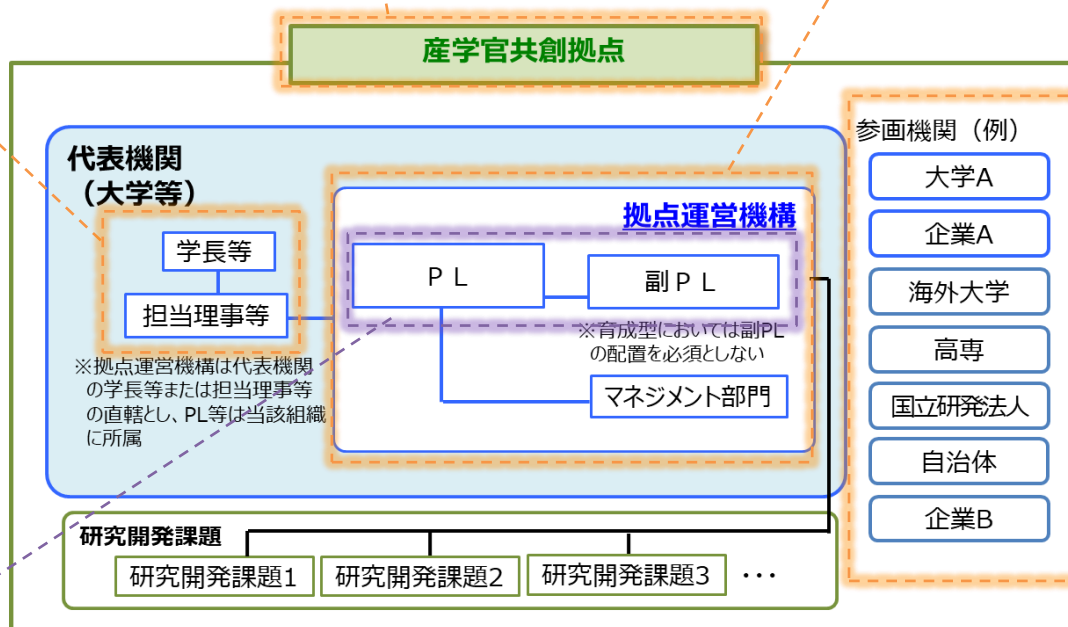 産学官共創拠点
代表機関
(大学等)
学長等
担当理事等
※拠点運営機構は代表機関
の学長等または担当理事等
の直轄とし、PL等は当該組織
に所属
拠点運営機構
ＰＬ
副ＰＬ
※育成型においては副PL
の配置を必須としない
マネジメント部門
参画機関（例）
大学A
企業A
海外大学
高専
国立研究発法人
自治体
企業B
研究開発課題
研究開発課題1
研究開発課題2
研究開発課題3
・・・